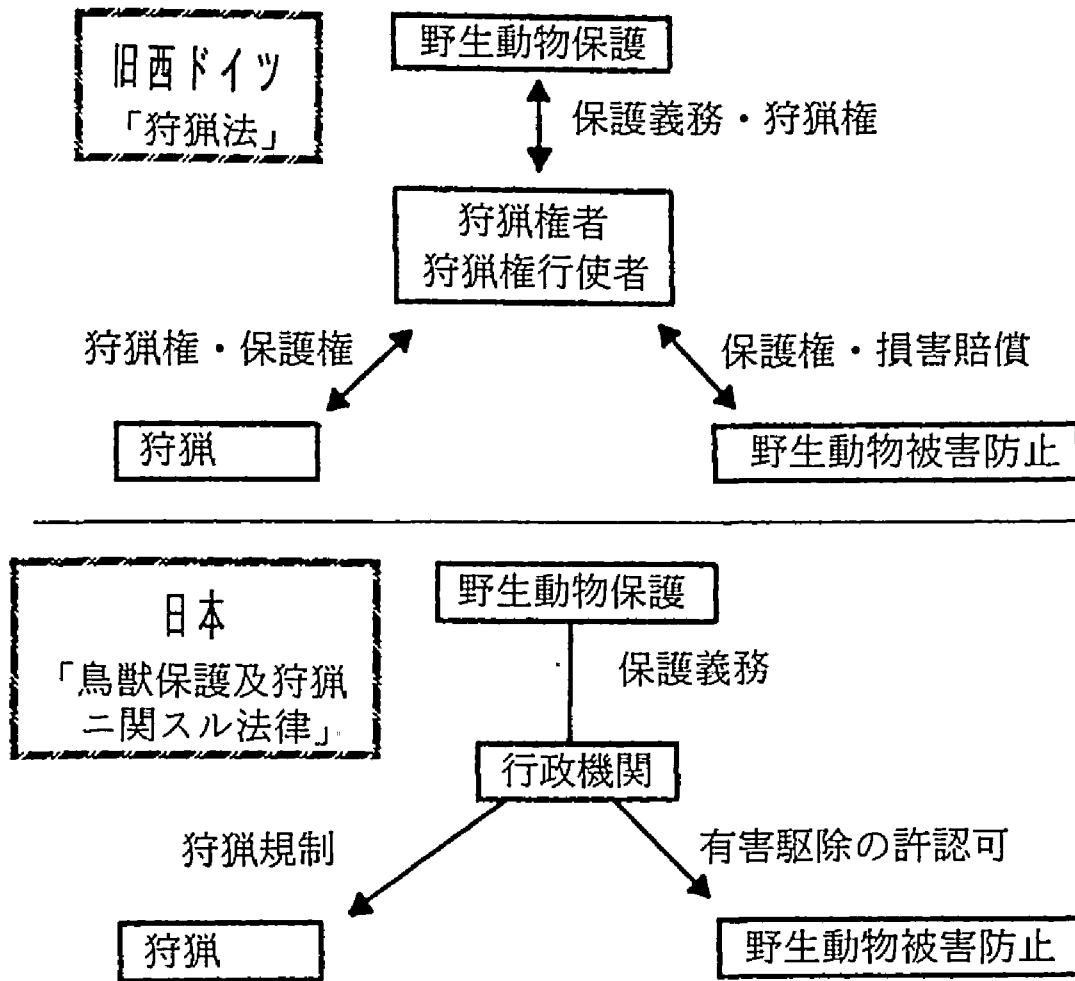 旧西ドイツ
「狩猟法」
野生動物保護
保護義務・狩猟権
狩猟権者
狩猟権行使者
狩猟権・保護権
保護権・損害賠償
狩猟
野生動物被害防止
日本
「鳥獣保護及狩猟
ニ関スル法律」
野生動物保護
保護義務
行政機関
狩猟規制
有害駆除の許認可
狩猟
野生動物被害防止